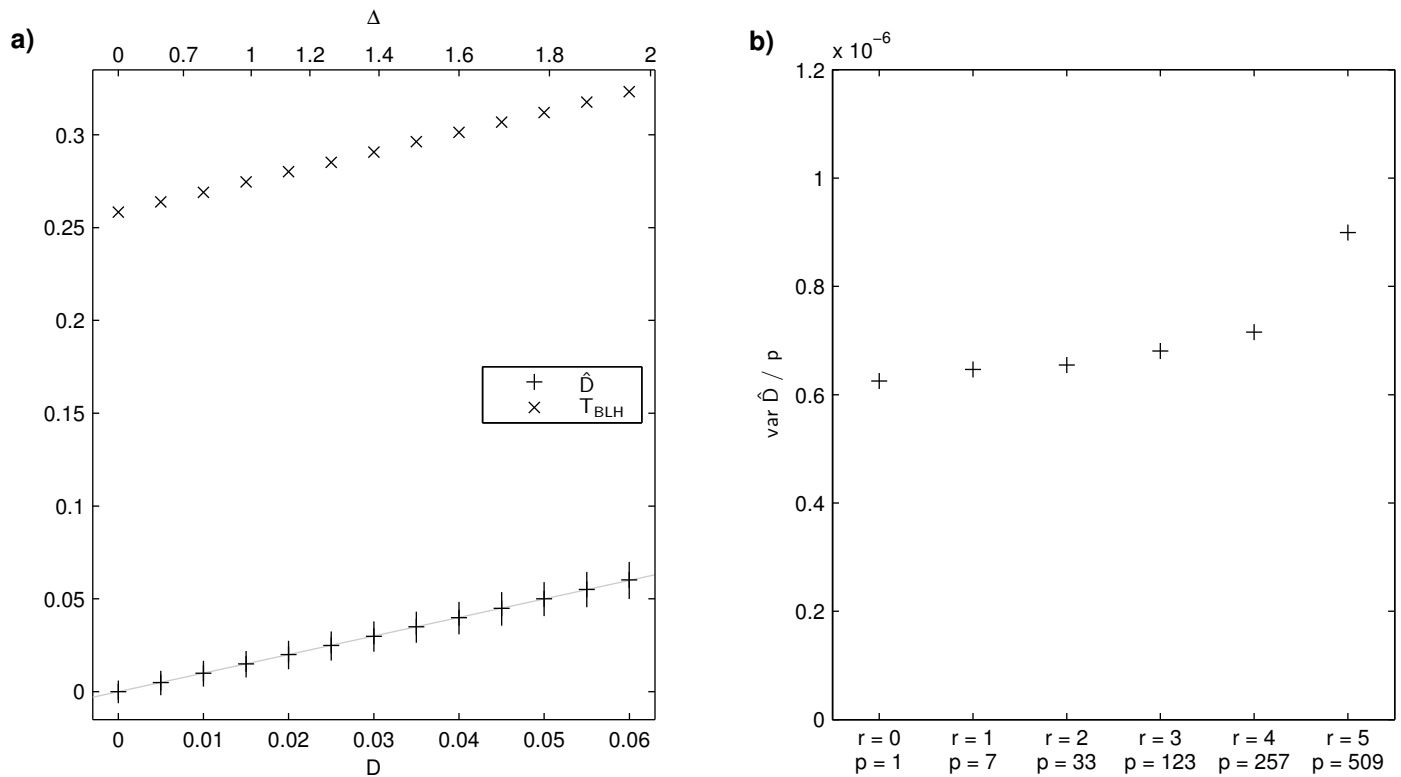 a)
Δ
0 0.7 1 1.2 1.4 1.6 1.8 2
0.3
0.25
0.2
0.15
0.1
0.05
0
D̂
T_BLH
0 0.01 0.02 0.03 0.04 0.05 0.06
D
b)
x 10^-6
1.2
1
0.8
0.6
0.4
0.2
0
var D̂ / p
r = 0 r = 1 r = 2 r = 3 r = 4 r = 5
p = 1 p = 7 p = 33 p = 123 p = 257 p = 509